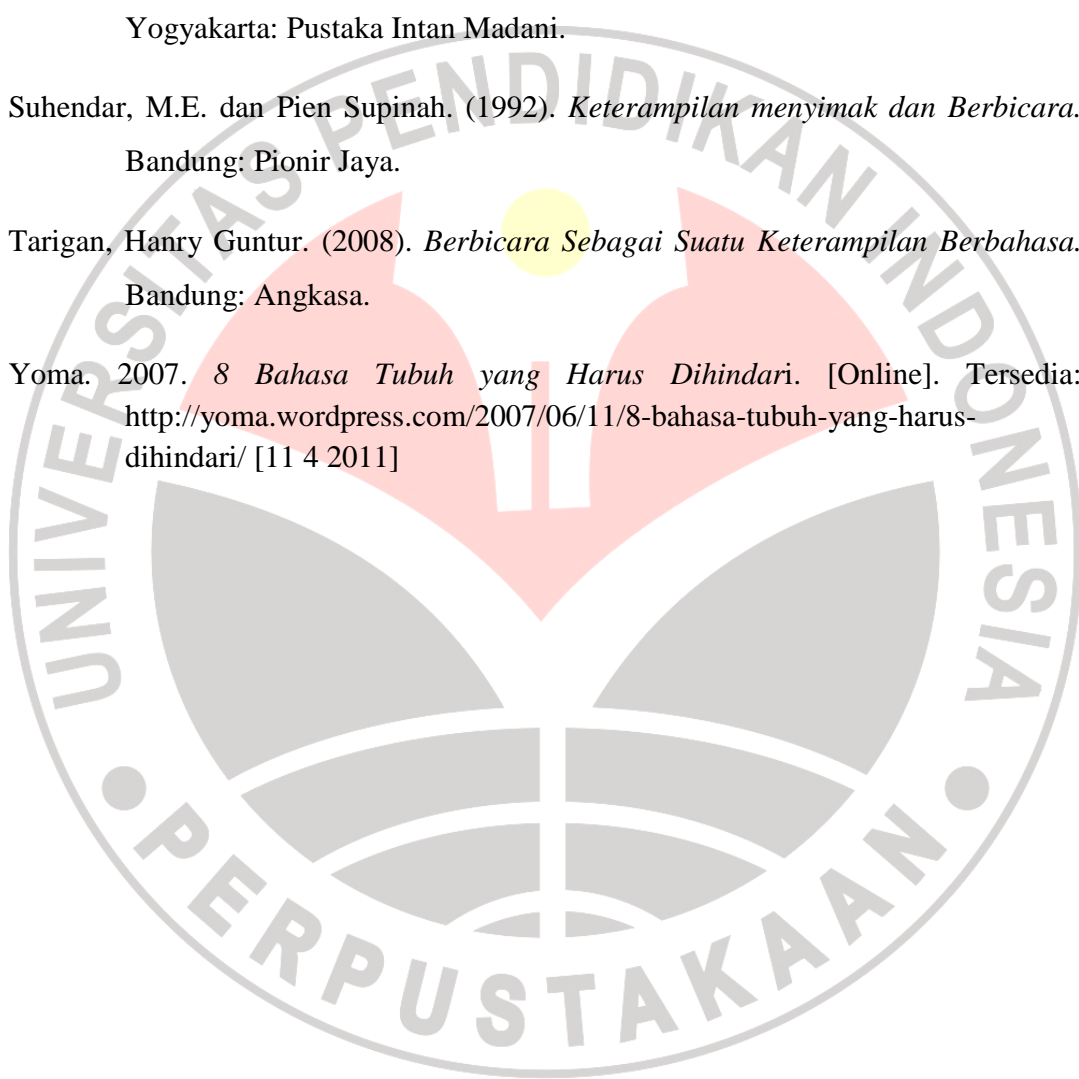 Yogyakarta: Pustaka Intan Madani.
Suhendar, M.E. dan Pien Supinah. (1992). Keterampilan menyimak dan Berbicara.
Bandung: Pionir Jaya.
Tarigan, Hanry Guntur. (2008). Berbicara Sebagai Suatu Keterampilan Berbahasa.
Bandung: Angkasa.
Yoma. 2007. 8 Bahasa Tubuh yang Harus Dihindari. [Online]. Tersedia:
http://yoma.wordpress.com/2007/06/11/8-bahasa-tubuh-yang-harus-
dihindari/ [11 4 2011]
UNIVERSITAS PENDIDIKAN INDONESIA
PERPUSTAKAAN